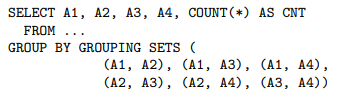 SELECT A1, A2, A3, A4, COUNT(*) AS CNT
FROM ...
GROUP BY GROUPING SETS (
(A1, A2), (A1, A3), (A1, A4),
(A2, A3), (A2, A4), (A3, A4))